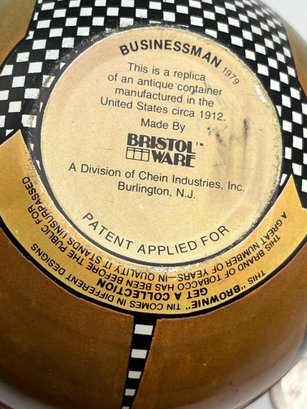 BUSINESSMAN 1979
This is a replica
of an antique container
manufactured in the
United States circa 1912.
Made By
BRISTOL™
WARE
A Division of Chein Industries, Inc.
Burlington, N.J.
PATENT APPLIED FOR
THIS BRAND OF TOBACCO HAS BEEN BEFORE THE PUBLIC FOR
A GREAT NUMBER OF YEARS—IN QUALITY IT STANDS UNSURPASSED
THIS "BROWNIE" TIN COMES IN DIFFERENT DESIGNS
GET A COLLECTION